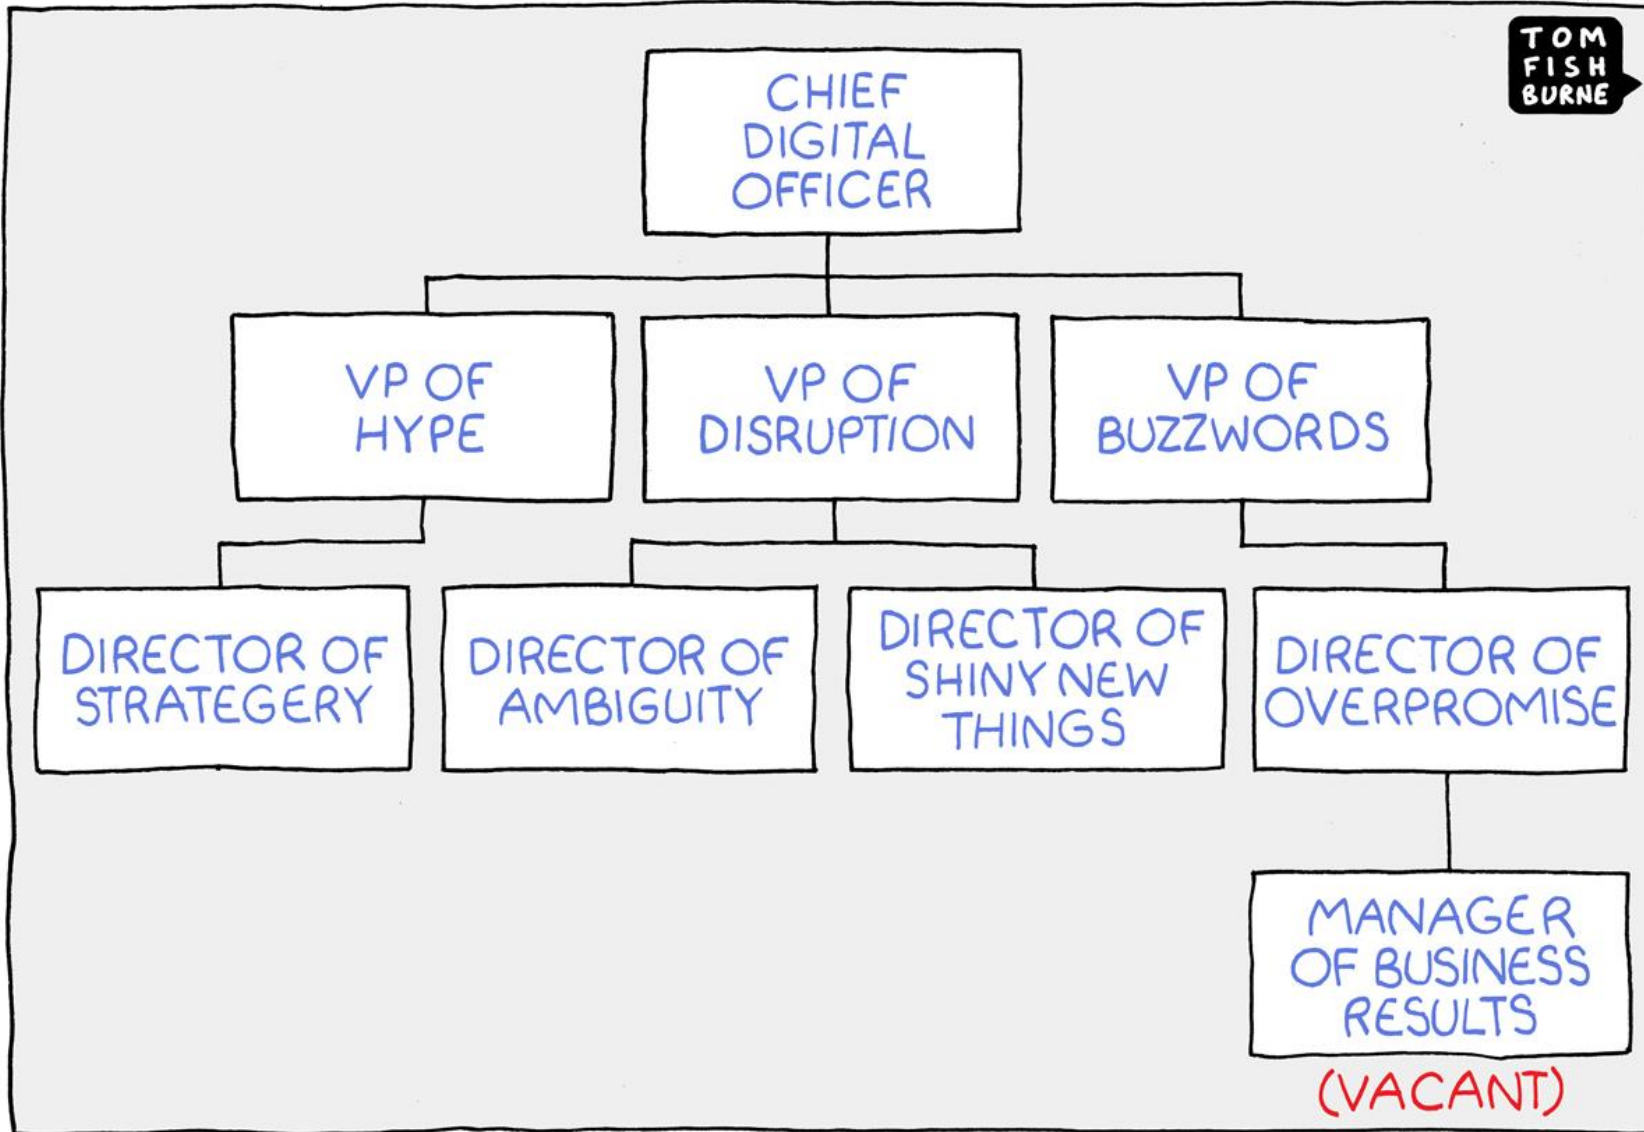 TOM
FISH
BURNE
CHIEF
DIGITAL
OFFICER
VP OF
HYPE
VP OF
DISRUPTION
VP OF
BUZZWORDS
DIRECTOR OF
STRATEGERY
DIRECTOR OF
AMBIGUITY
DIRECTOR OF
SHINY NEW
THINGS
DIRECTOR OF
OVERPROMISE
MANAGER
OF BUSINESS
RESULTS
(VACANT)